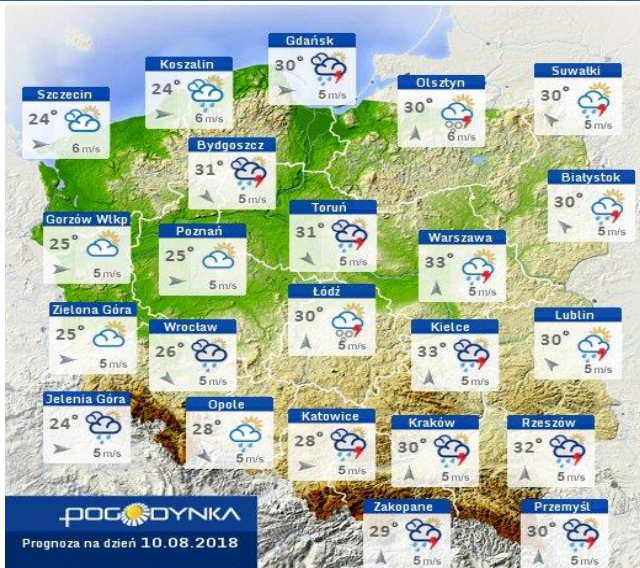 Gdańsk
30°
5 m/s
Koszalin
24°
6 m/s
Suwałki
30°
5 m/s
Olsztyn
30°
6 m/s
Szczecin
24°
6 m/s
Bydgoszcz
31°
5 m/s
Białystok
30°
5 m/s
Toruń
31°
5 m/s
Gorzów Wlkp
25°
5 m/s
Poznań
25°
5 m/s
Warszawa
33°
5 m/s
Łódź
30°
5 m/s
Zielona Góra
25°
5 m/s
Wrocław
26°
5 m/s
Kielce
33°
5 m/s
Lublin
30°
5 m/s
Jelenia Góra
24°
5 m/s
Opole
28°
5 m/s
Katowice
28°
5 m/s
Kraków
30°
5 m/s
Rzeszów
32°
5 m/s
Zakopane
29°
5 m/s
Przemyśl
30°
5 m/s
POGODYNKA
Prognoza na dzień 10.08.2018